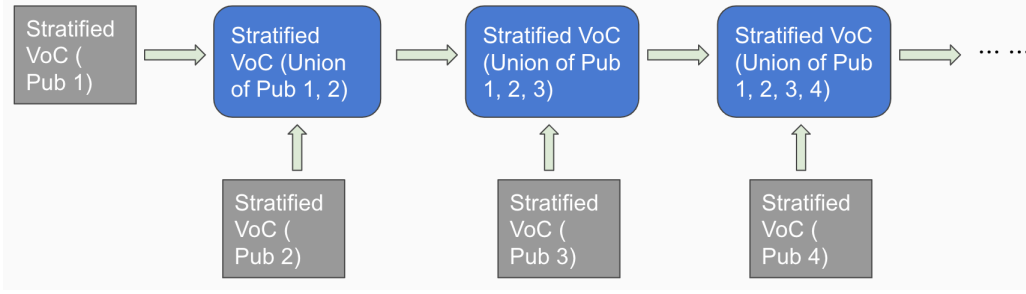 Stratified
VoC (
Pub 1)
Stratified
VoC (Union
of Pub 1, 2)
Stratified VoC
(Union of Pub
1, 2, 3)
Stratified VoC
(Union of Pub
1, 2, 3, 4)
... ...
Stratified
VoC (
Pub 2)
Stratified
VoC (
Pub 3)
Stratified
VoC (
Pub 4)